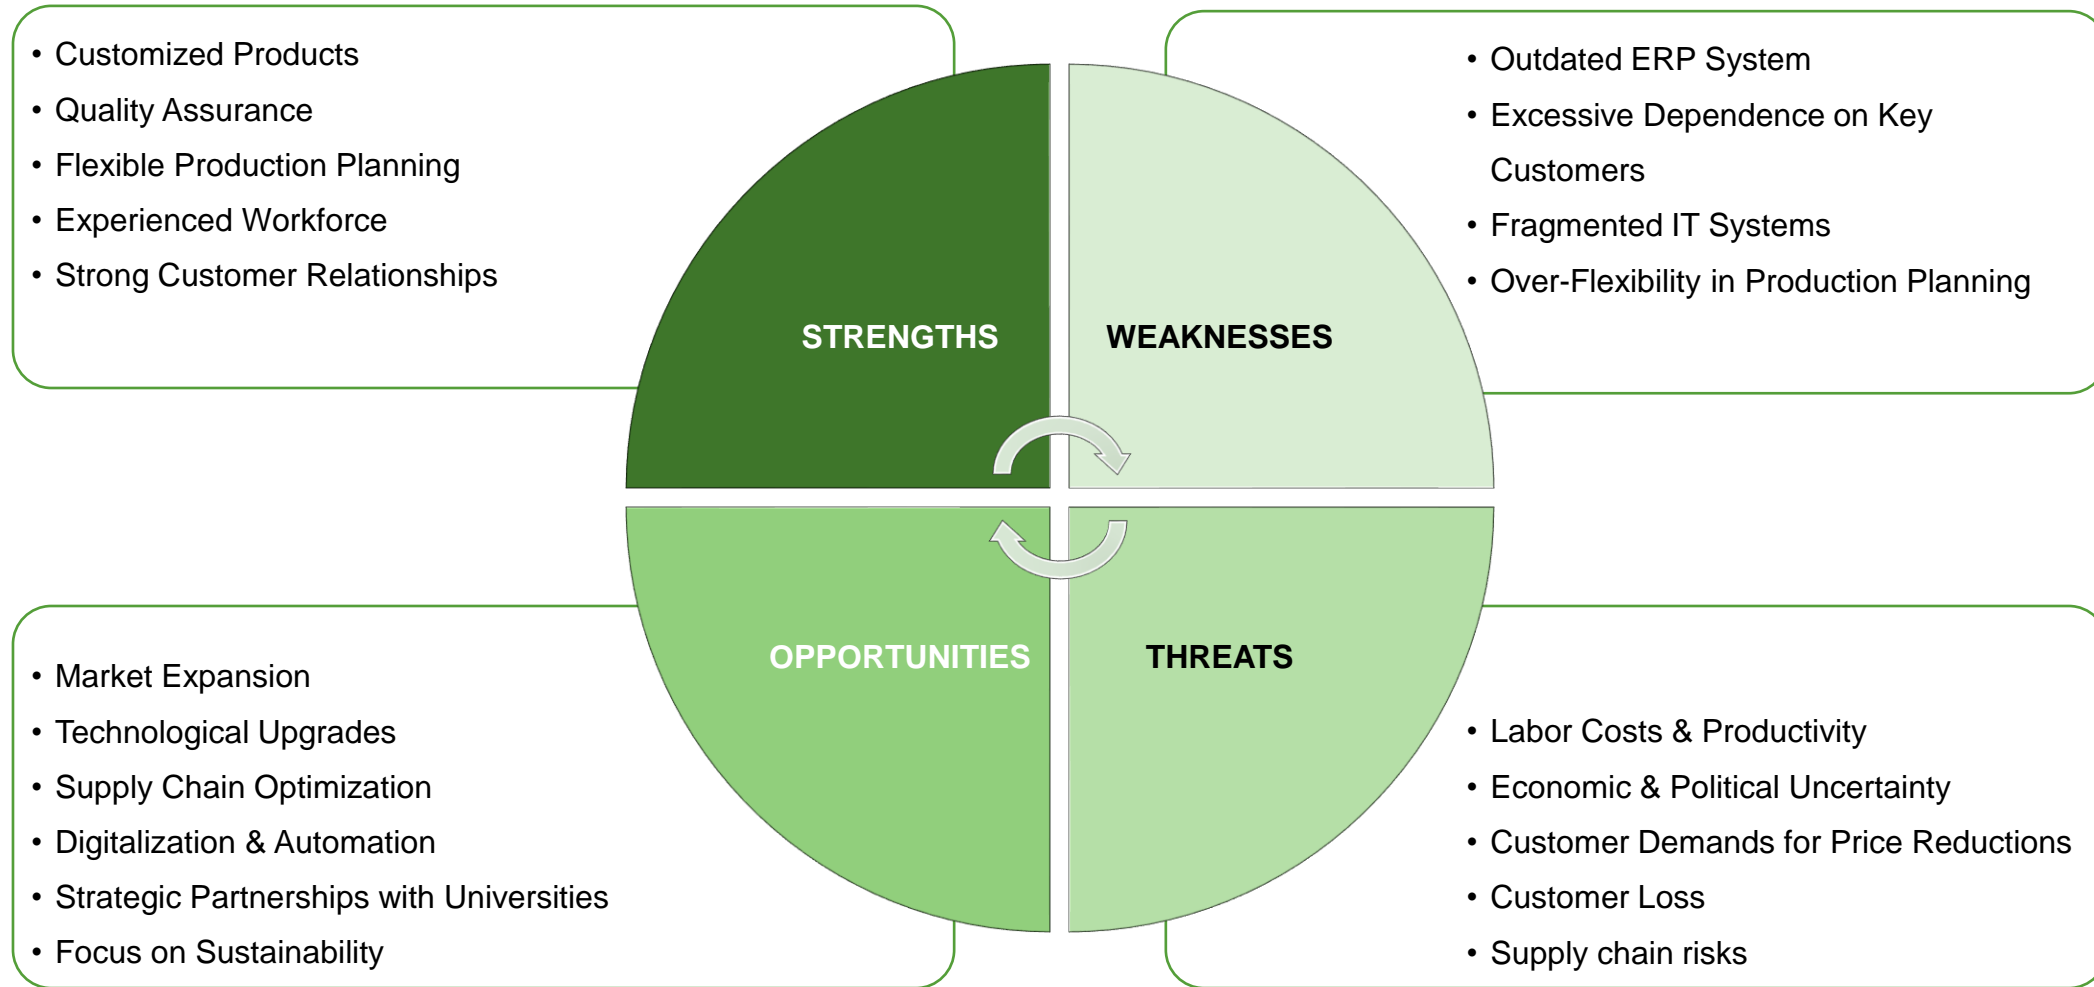 • Customized Products
• Quality Assurance
• Flexible Production Planning
• Experienced Workforce
• Strong Customer Relationships
STRENGTHS
• Outdated ERP System
• Excessive Dependence on Key
Customers
• Fragmented IT Systems
• Over-Flexibility in Production Planning
WEAKNESSES
OPPORTUNITIES
• Market Expansion
• Technological Upgrades
• Supply Chain Optimization
• Digitalization & Automation
• Strategic Partnerships with Universities
• Focus on Sustainability
THREATS
• Labor Costs & Productivity
• Economic & Political Uncertainty
• Customer Demands for Price Reductions
• Customer Loss
• Supply chain risks